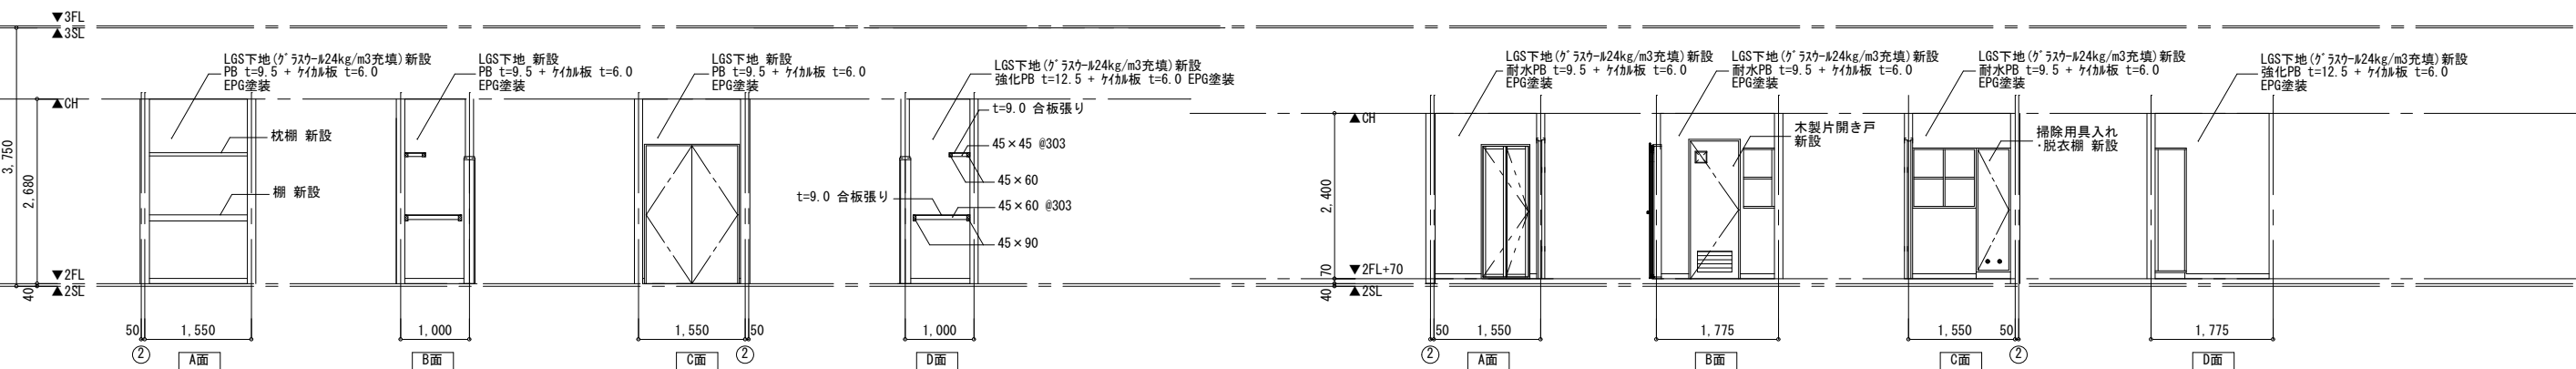 ▼3FL
▲3SL
LGS下地(ｸﾞﾗｽｳｰﾙ24kg/m3充填)新設
PB t=9.5 + ｹｲｶﾙ板 t=6.0
EPG塗装
LGS下地 新設
PB t=9.5 + ｹｲｶﾙ板 t=6.0
EPG塗装
LGS下地 新設
PB t=9.5 + ｹｲｶﾙ板 t=6.0
EPG塗装
LGS下地(ｸﾞﾗｽｳｰﾙ24kg/m3充填)新設
強化PB t=12.5 + ｹｲｶﾙ板 t=6.0 EPG塗装
▲CH
枕棚 新設
棚 新設
t=9.0 合板張り
45×45 @303
45×60
t=9.0 合板張り
45×60 @303
45×90
3,750
2,680
▼2FL
40
▲2SL
50
1,550
1,000
1,550
50
1,000
②
A面
B面
C面
②
D面
LGS下地(ｸﾞﾗｽｳｰﾙ24kg/m3充填)新設
耐水PB t=9.5 + ｹｲｶﾙ板 t=6.0
EPG塗装
LGS下地(ｸﾞﾗｽｳｰﾙ24kg/m3充填)新設
耐水PB t=9.5 + ｹｲｶﾙ板 t=6.0
EPG塗装
LGS下地(ｸﾞﾗｽｳｰﾙ24kg/m3充填)新設
耐水PB t=9.5 + ｹｲｶﾙ板 t=6.0
EPG塗装
LGS下地(ｸﾞﾗｽｳｰﾙ24kg/m3充填)新設
強化PB t=12.5 + ｹｲｶﾙ板 t=6.0
EPG塗装
▲CH
木製片開き戸
新設
掃除用具入れ
・脱衣棚 新設
2,400
70
▼2FL+70
40
▲2SL
50
1,550
1,775
1,550
50
1,775
②
A面
B面
C面
②
D面